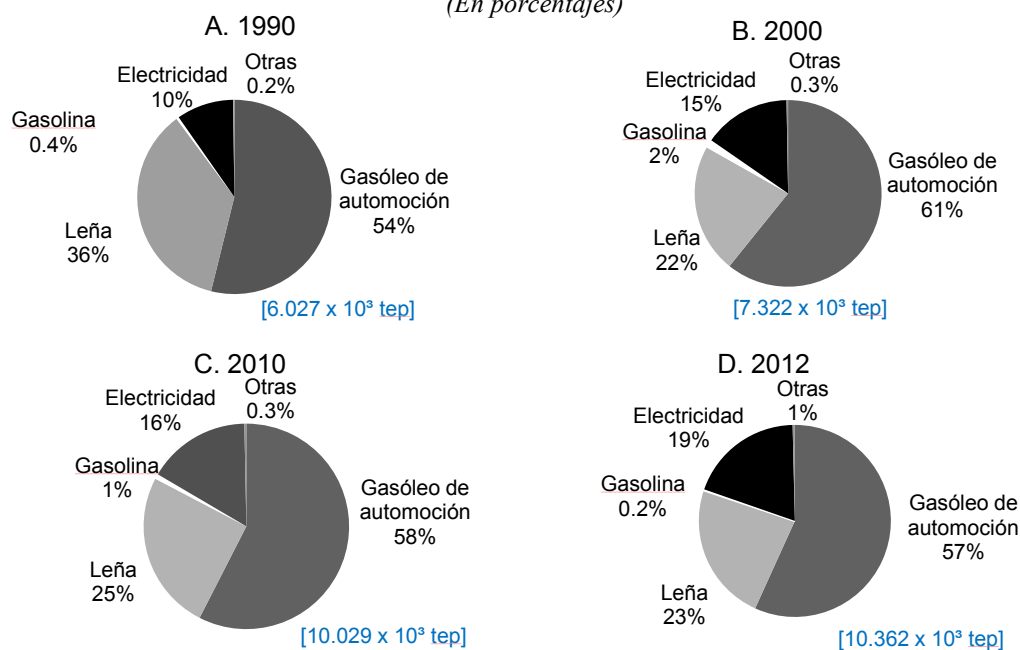 (En porcentajes)
A. 1990
Otras
0.2%
Electricidad
10%
Gasolina
0.4%
Gasóleo de
automoción
54%
Leña
36%
[6.027 x 10³ tep]
B. 2000
Otras
0.3%
Electricidad
15%
Gasolina
2%
Gasóleo de
automoción
61%
Leña
22%
[7.322 x 10³ tep]
C. 2010
Otras
0.3%
Electricidad
16%
Gasolina
1%
Gasóleo de
automoción
58%
Leña
25%
[10.029 x 10³ tep]
D. 2012
Otras
1%
Electricidad
19%
Gasolina
0.2%
Gasóleo de
automoción
57%
Leña
23%
[10.362 x 10³ tep]